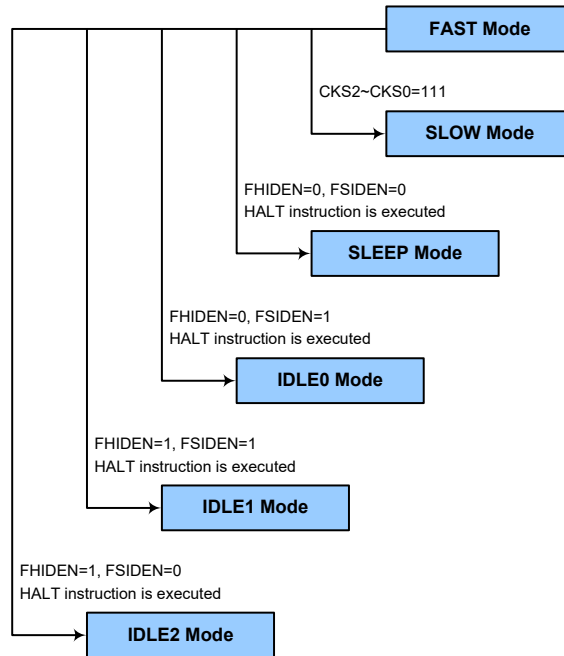 FAST Mode
CKS2~CKS0=111
SLOW Mode
FHIDEN=0, FSIDEN=0
HALT instruction is executed
SLEEP Mode
FHIDEN=0, FSIDEN=1
HALT instruction is executed
IDLE0 Mode
FHIDEN=1, FSIDEN=1
HALT instruction is executed
IDLE1 Mode
FHIDEN=1, FSIDEN=0
HALT instruction is executed
IDLE2 Mode